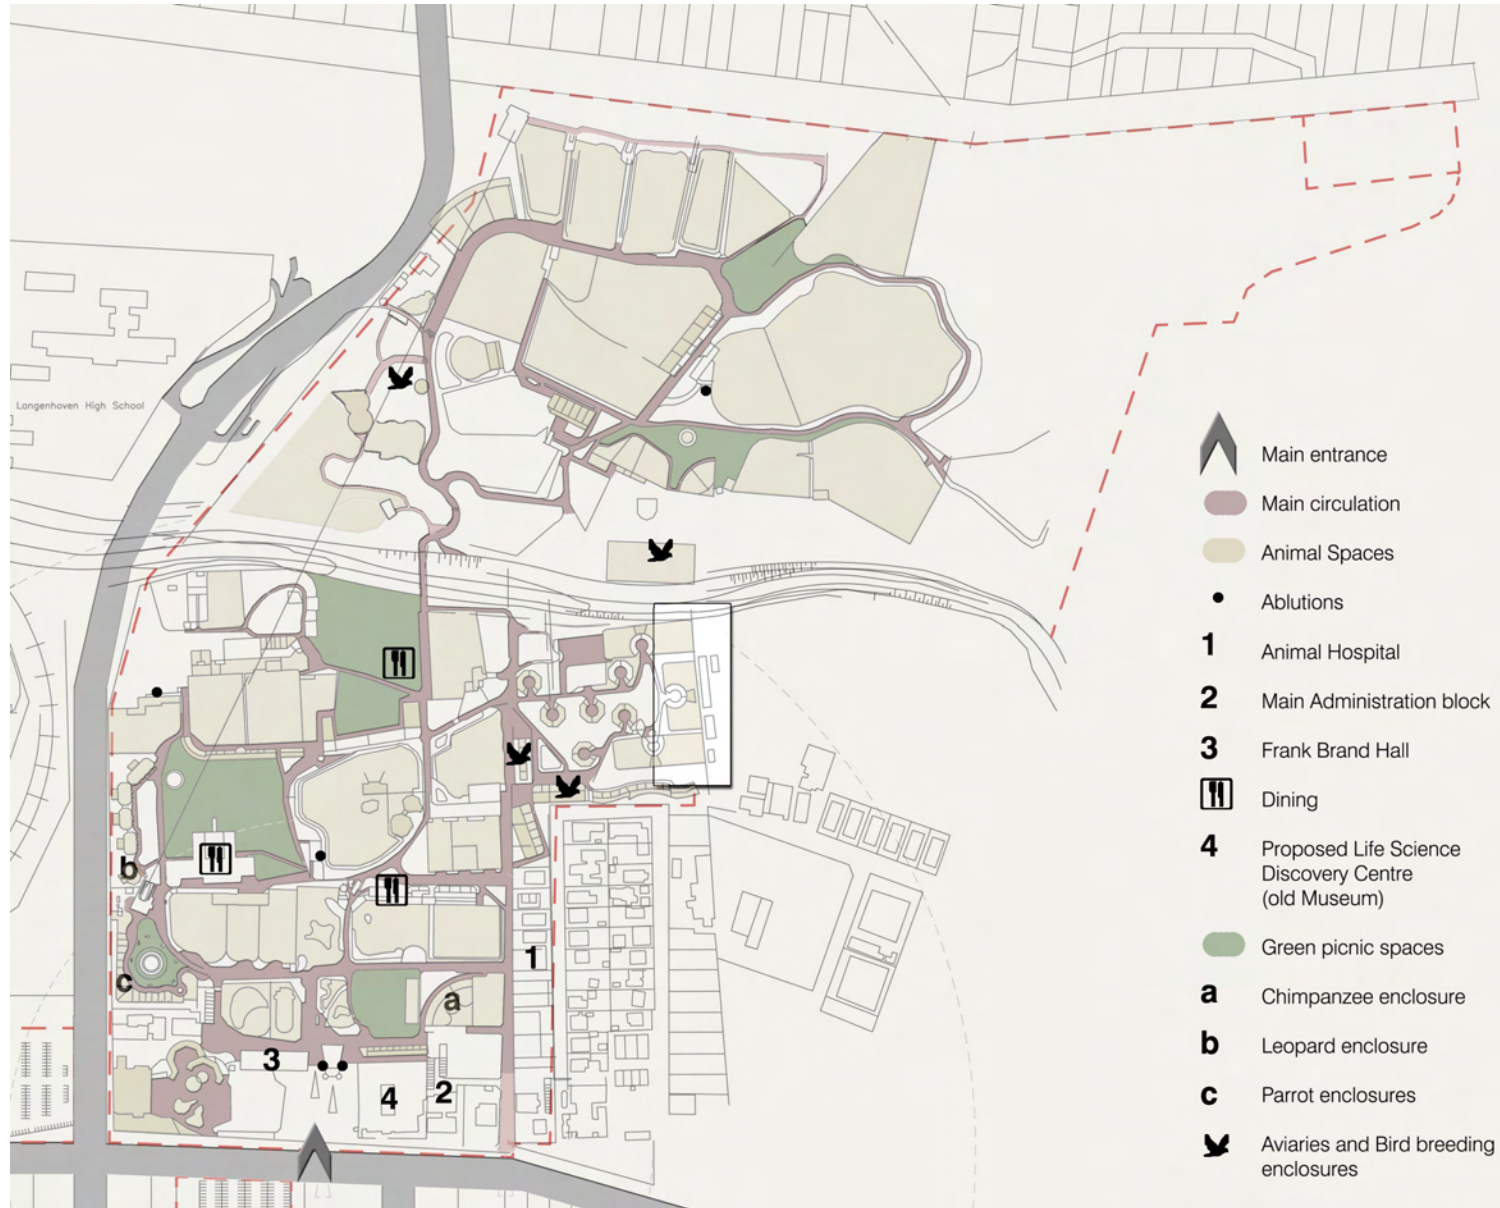 Langenhoven High School
b
c
a
1
3
4
2
Main entrance
Main circulation
Animal Spaces
Ablutions
1 Animal Hospital
2 Main Administration block
3 Frank Brand Hall
Dining
4 Proposed Life Science
Discovery Centre
(old Museum)
Green picnic spaces
a Chimpanzee enclosure
b Leopard enclosure
c Parrot enclosures
Aviaries and Bird breeding
enclosures